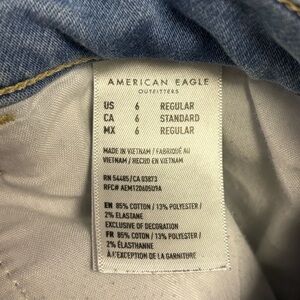 AMERICAN EAGLE
OUTFITTERS
US 6 REGULAR
CA 6 STANDARD
MX 6 REGULAR
MADE IN VIETNAM / FABRIQUÉ AU
VIETNAM / HECHO EN VIETNAM
RN 54485/CA 03873
RFC# AEM120605U9A
EN 85% COTTON / 13% POLYESTER /
2% ELASTANE
EXCLUSIVE OF DECORATION
FR 85% COTON / 13% POLYESTER /
2% ÉLASTHANNE
À L'EXCEPTION DE LA GARNITURE